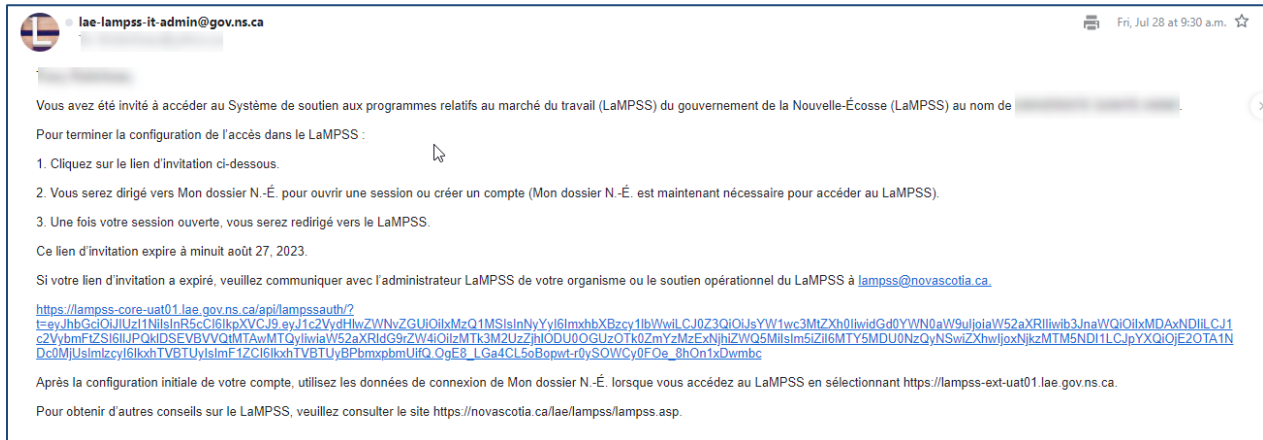 L
lae-lampss-it-admin@gov.ns.ca
Fri, Jul 28 at 9:30 a.m.
Vous avez été invité à accéder au Système de soutien aux programmes relatifs au marché du travail (LaMPSS) du gouvernement de la Nouvelle-Écosse (LaMPSS) au nom de
Pour terminer la configuration de l'accès dans le LaMPSS :
1. Cliquez sur le lien d'invitation ci-dessous.
2. Vous serez dirigé vers Mon dossier N.-É. pour ouvrir une session ou créer un compte (Mon dossier N.-É. est maintenant nécessaire pour accéder au LaMPSS).
3. Une fois votre session ouverte, vous serez redirigé vers le LaMPSS.
Ce lien d'invitation expire à minuit août 27, 2023.
Si votre lien d'invitation a expiré, veuillez communiquer avec l'administrateur LaMPSS de votre organisme ou le soutien opérationnel du LaMPSS à lampss@novascotia.ca.
https://lampss-core-uat01.lae.gov.ns.ca/api/lampssauth/?
Après la configuration initiale de votre compte, utilisez les données de connexion de Mon dossier N.-É. lorsque vous accédez au LaMPSS en sélectionnant https://lampss-ext-uat01.lae.gov.ns.ca.
Pour obtenir d'autres conseils sur le LaMPSS, veuillez consulter le site https://novascotia.ca/lae/lampss/lampss.asp.